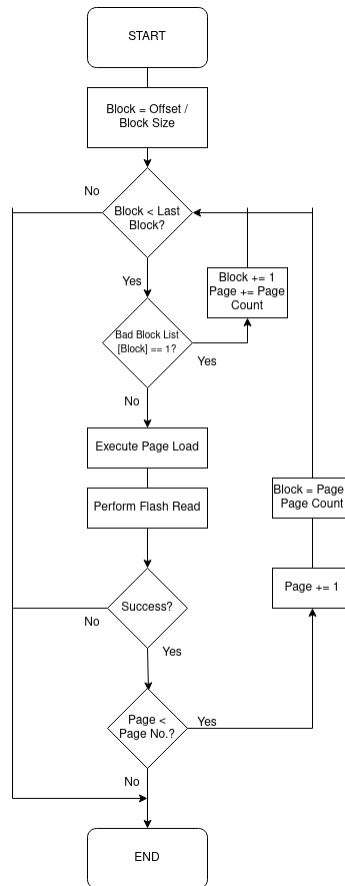 START
Block = Offset /
Block Size
No
Block < Last
Block?
Yes
Block += 1
Page += Page
Count
Bad Block List
[Block] == 1?
Yes
No
Execute Page Load
Block = Page
Page Count
Perform Flash Read
Page += 1
Success?
No
Yes
Page <
Page No.?
Yes
No
END